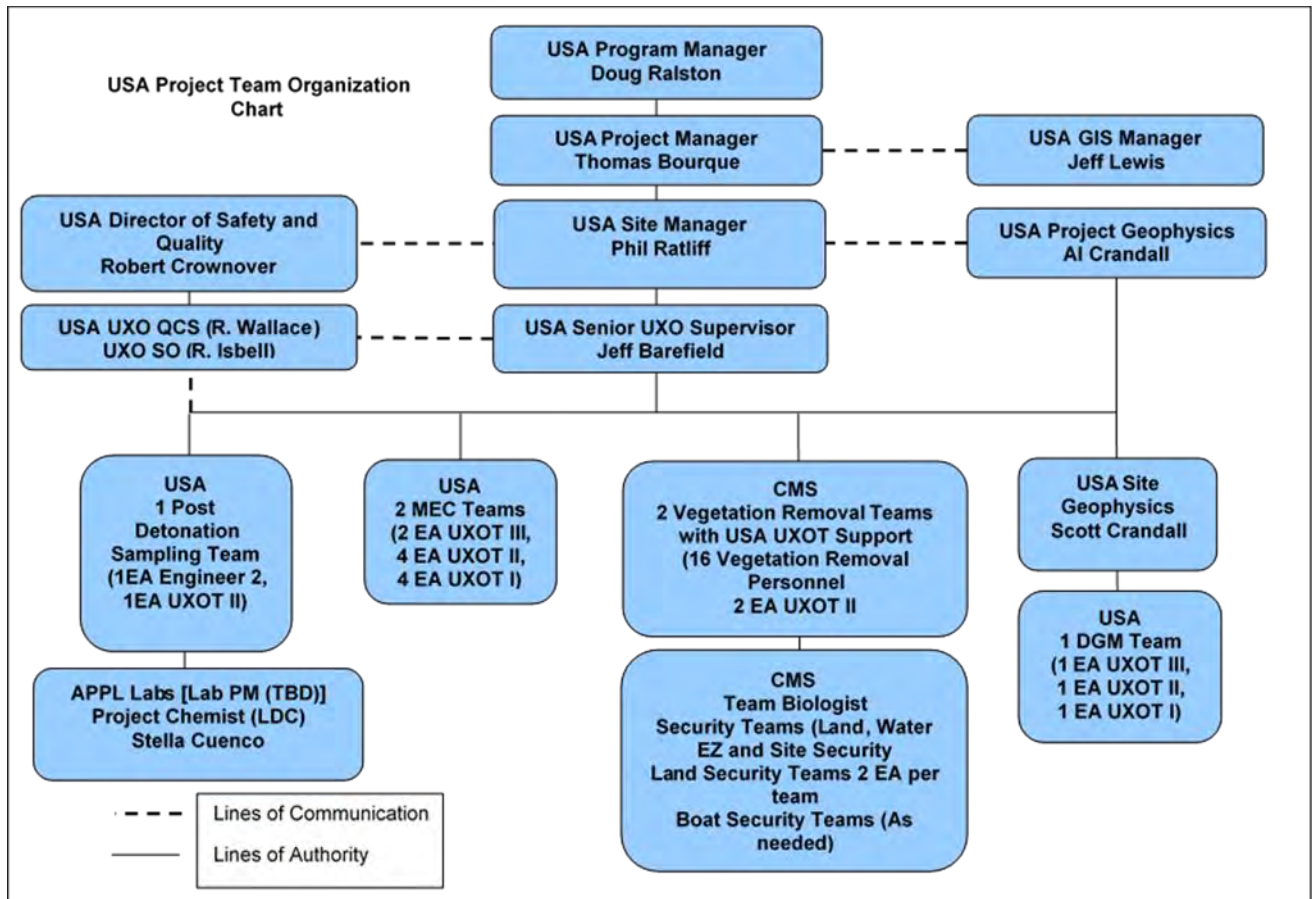 USA Project Team Organization
Chart
USA Program Manager
Doug Ralston
USA Project Manager
Thomas Bourque
USA GIS Manager
Jeff Lewis
USA Director of Safety and
Quality
Robert Crownover
USA Site Manager
Phil Ratliff
USA Project Geophysics
Al Crandall
USA UXO QCS (R. Wallace)
UXO SO (R. Isbell)
USA Senior UXO Supervisor
Jeff Barefield
USA
1 Post
Detonation
Sampling Team
(1EA Engineer 2,
1EA UXOT II)
USA
2 MEC Teams
(2 EA UXOT III,
4 EA UXOT II,
4 EA UXOT I)
CMS
2 Vegetation Removal Teams
with USA UXOT Support
(16 Vegetation Removal
Personnel
2 EA UXOT II
USA Site
Geophysics
Scott Crandall
APPL Labs [Lab PM (TBD)]
Project Chemist (LDC)
Stella Cuenco
CMS
Team Biologist
Security Teams (Land, Water
EZ and Site Security
Land Security Teams 2 EA per
team
Boat Security Teams (As
needed)
USA
1 DGM Team
(1 EA UXOT III,
1 EA UXOT II,
1 EA UXOT I)
Lines of Communication
Lines of Authority